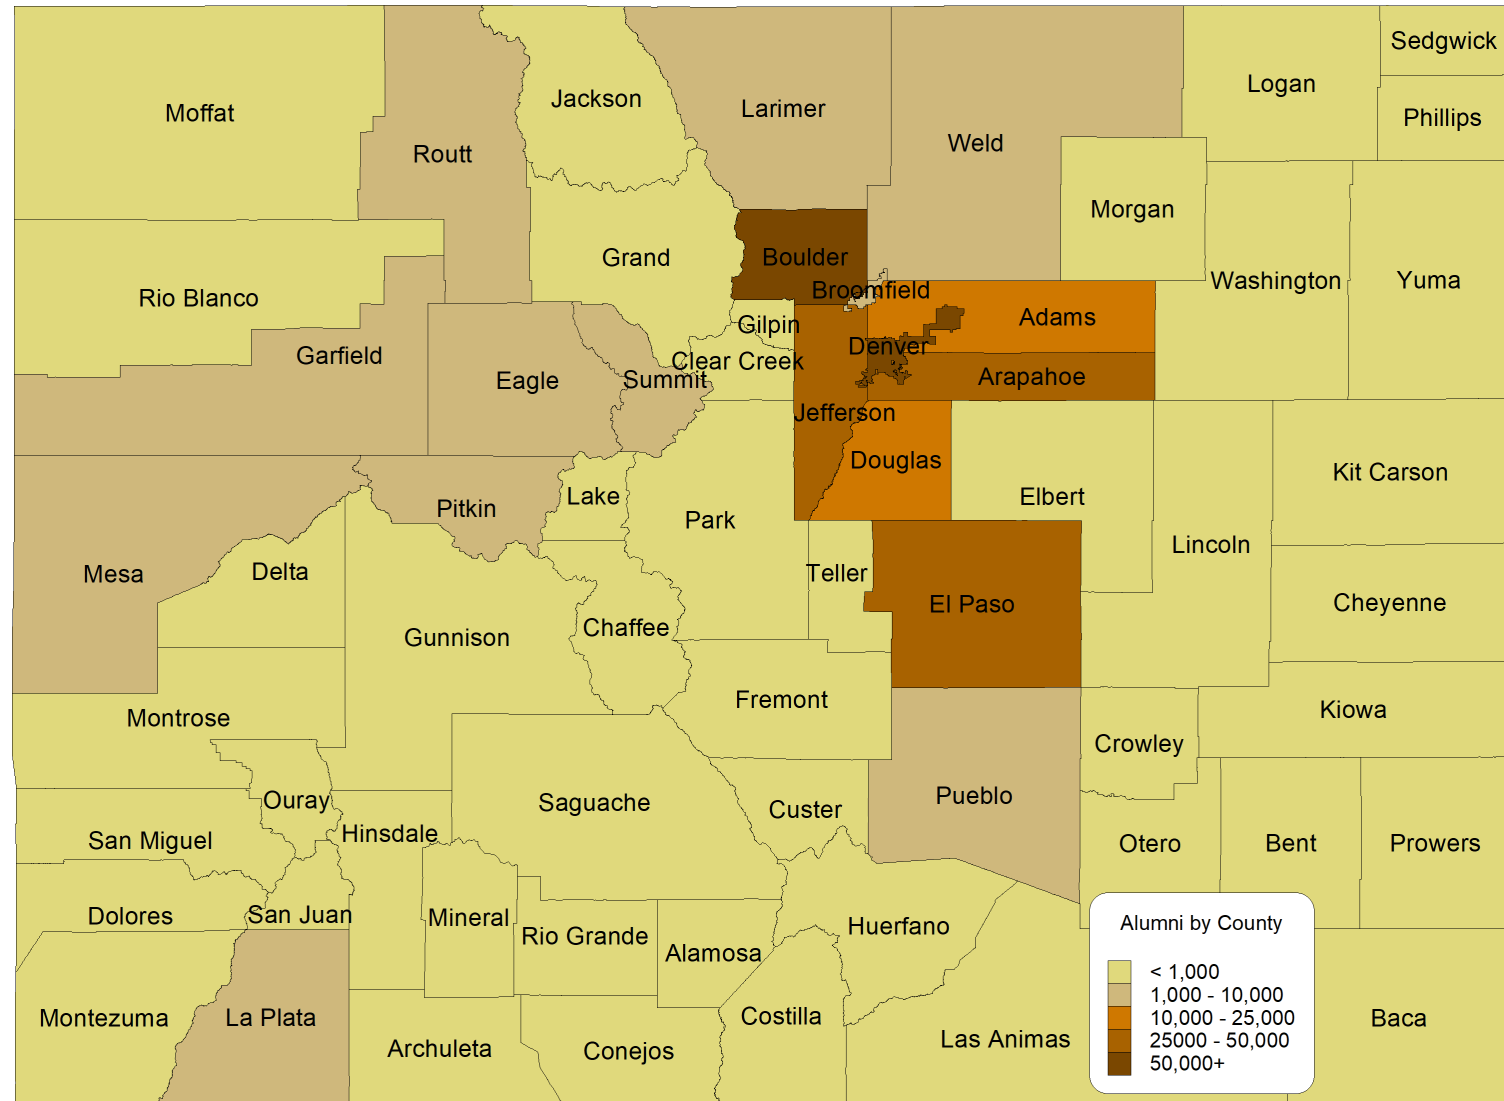 Sedgwick
Logan
Jackson
Larimer
Moffat
Phillips
Weld
Routt
Morgan
Grand
Boulder
Washington
Yuma
Broomfield
Rio Blanco
Adams
Gilpin
Denver
Garfield
Clear Creek
Arapahoe
Eagle
Summit
Jefferson
Douglas
Kit Carson
Lake
Elbert
Pitkin
Park
Lincoln
Delta
Teller
Mesa
El Paso
Cheyenne
Chaffee
Gunnison
Fremont
Kiowa
Montrose
Crowley
Pueblo
Ouray
Saguache
Custer
Hinsdale
San Miguel
Otero
Bent
Prowers
Dolores
San Juan
Mineral
Huerfano
Rio Grande
Alamosa
Montezuma
La Plata
Costilla
Las Animas
Archuleta
Conejos
Baca
Alumni by County
< 1,000
1,000 - 10,000
10,000 - 25,000
25000 - 50,000
50,000+